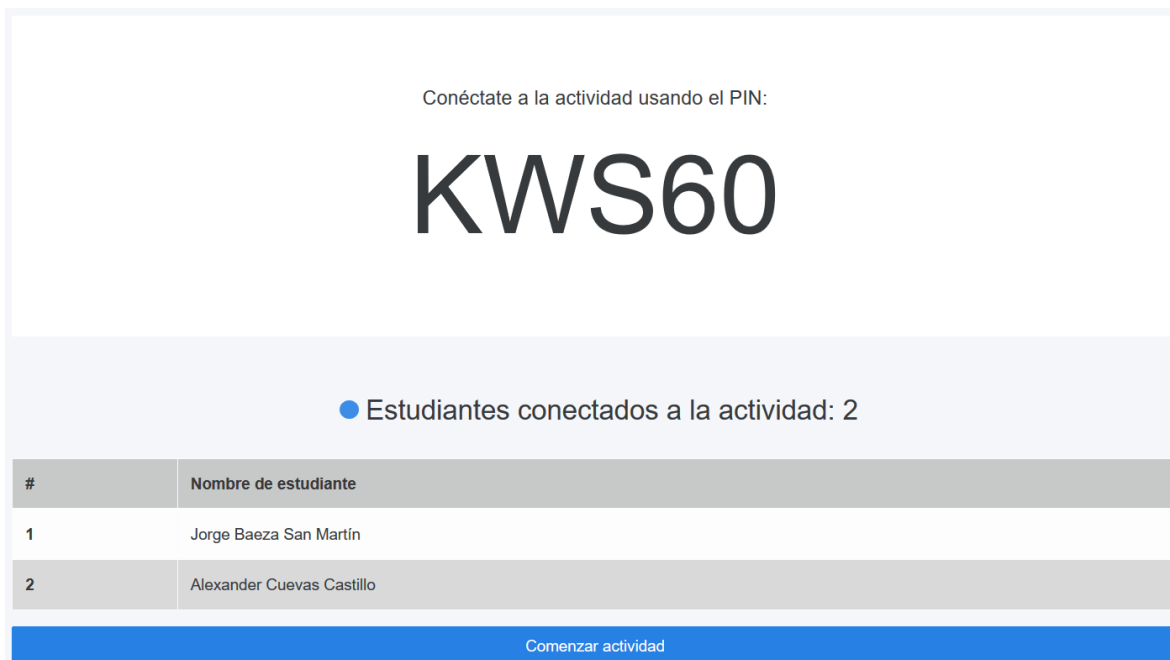 Conéctate a la actividad usando el PIN:
KWS60
Estudiantes conectados a la actividad: 2
# Nombre de estudiante
1 Jorge Baeza San Martín
2 Alexander Cuevas Castillo
Comenzar actividad